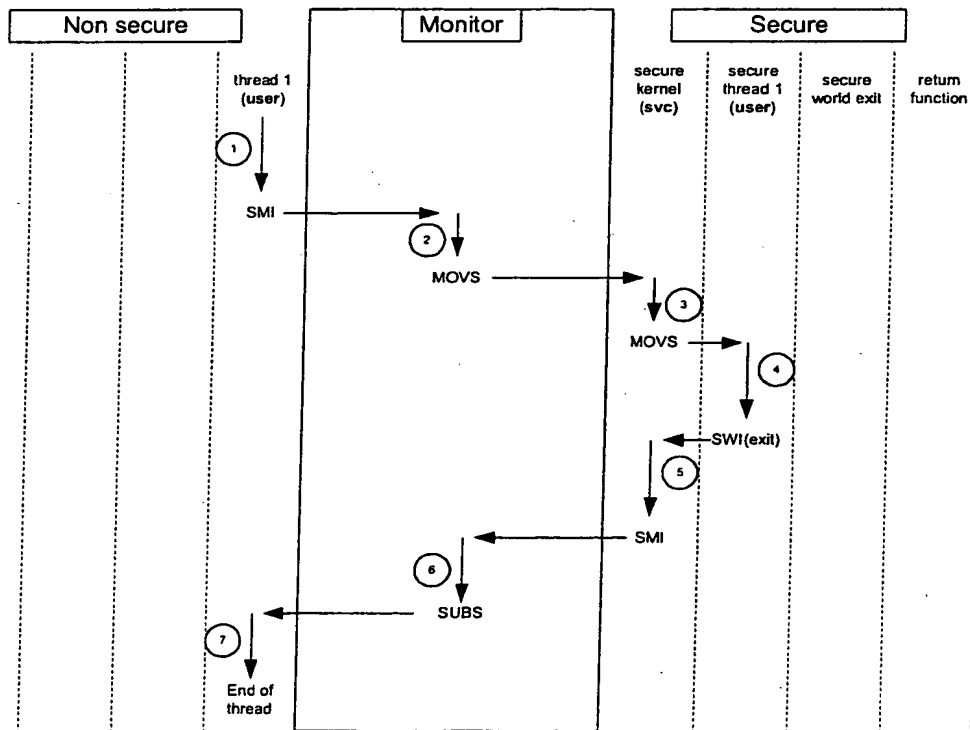 Non secure
Monitor
Secure
thread 1
(user)
secure
kernel
(svc)
secure
thread 1
(user)
secure
world exit
return
function
1
SMI
2
MOVS
3
MOVS
4
SWI(exit)
5
SMI
6
SUBS
7
End of
thread